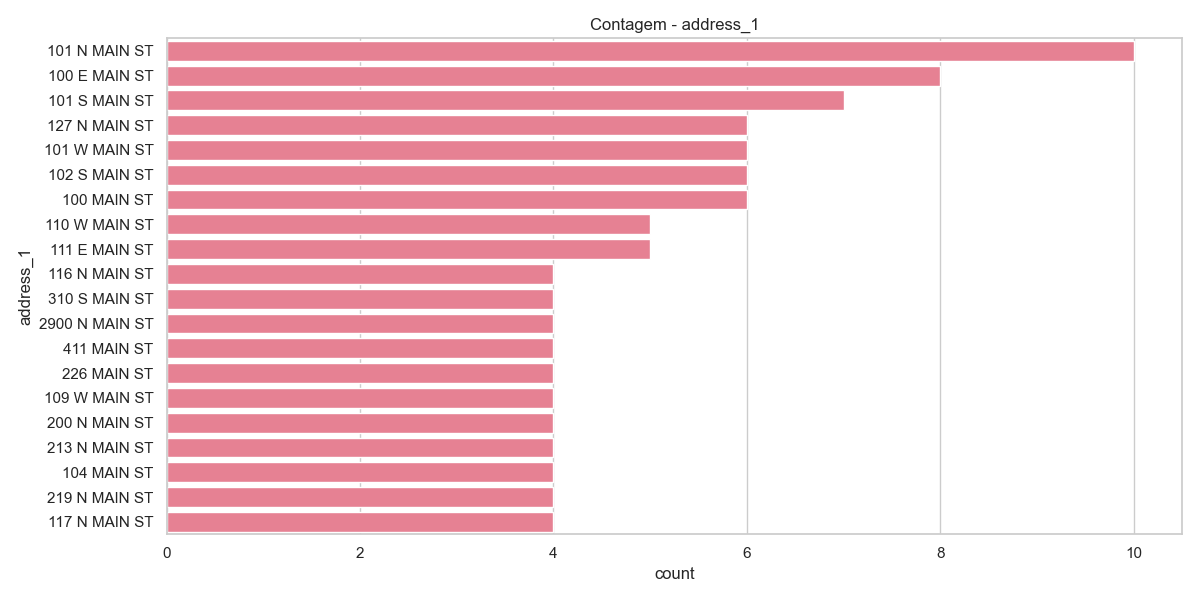 Contagem - address_1
101 N MAIN ST
100 E MAIN ST
101 S MAIN ST
127 N MAIN ST
101 W MAIN ST
102 S MAIN ST
100 MAIN ST
110 W MAIN ST
111 E MAIN ST
116 N MAIN ST
310 S MAIN ST
2900 N MAIN ST
411 MAIN ST
226 MAIN ST
109 W MAIN ST
200 N MAIN ST
213 N MAIN ST
104 MAIN ST
219 N MAIN ST
117 N MAIN ST
address_1
0 2 4 6 8 10
count